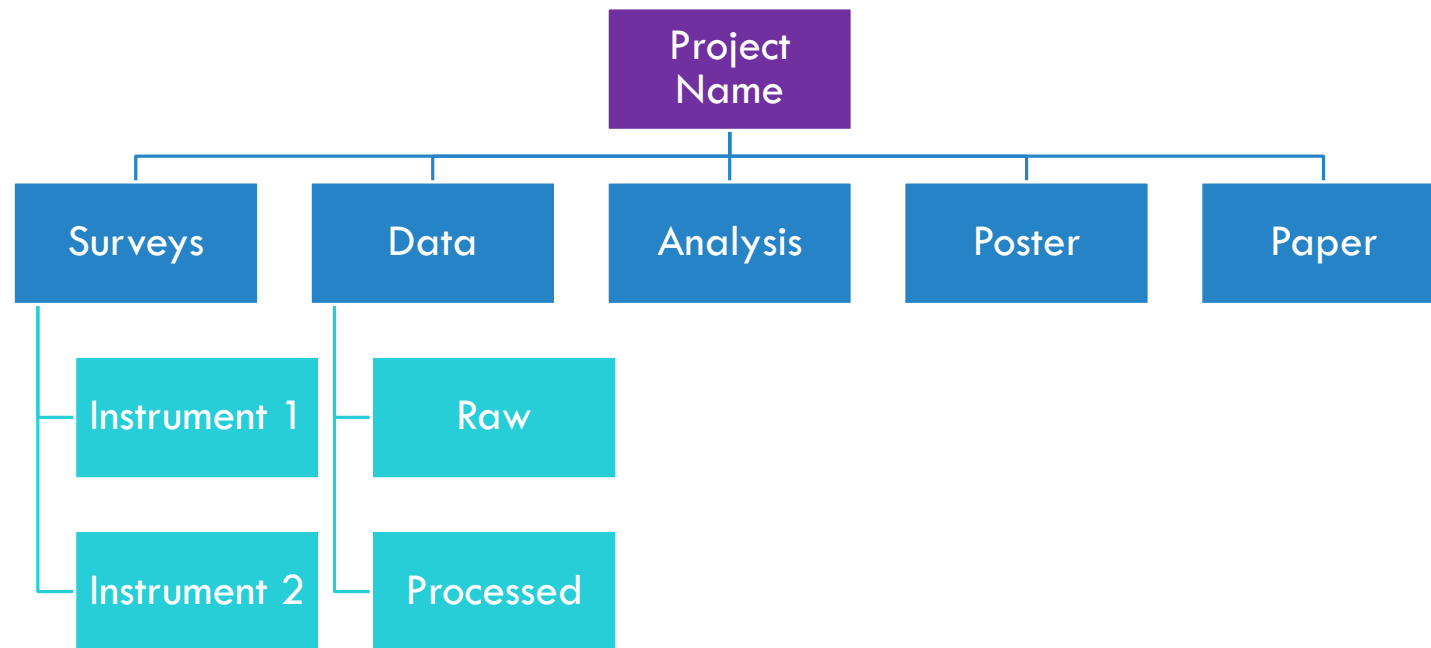 Project
Name
Surveys
Data
Analysis
Poster
Paper
Instrument 1
Raw
Instrument 2
Processed